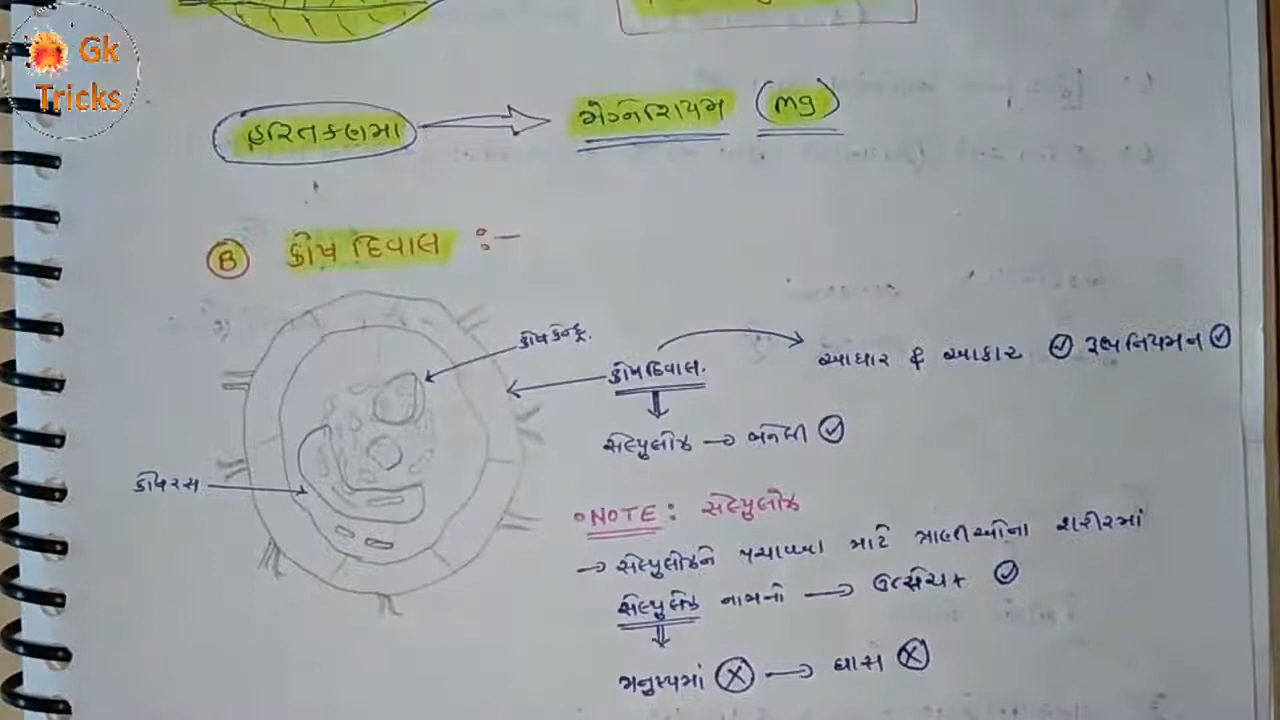 Gk
Tricks
હરિતકણમા → મેગ્નેશિયમ (mg)
B કોષ દિવાલ :-
કોષકેન્દ્ર.
કોષદિવાલ.
આધાર & આકાર ✓ રુપ નિયમન ✓
સેલ્યુલોઝ → બનેલી ✓
કોષરસ
NOTE: સેલ્યુલોઝ
→ સેલ્યુલોઝને પચાવવા માટે પ્રાણીઓના શરીરમાં
સેલ્યુલેઝ નામનો → ઉત્સેચક ✓
મનુષ્યમાં ✗ → ઘાસ ✗